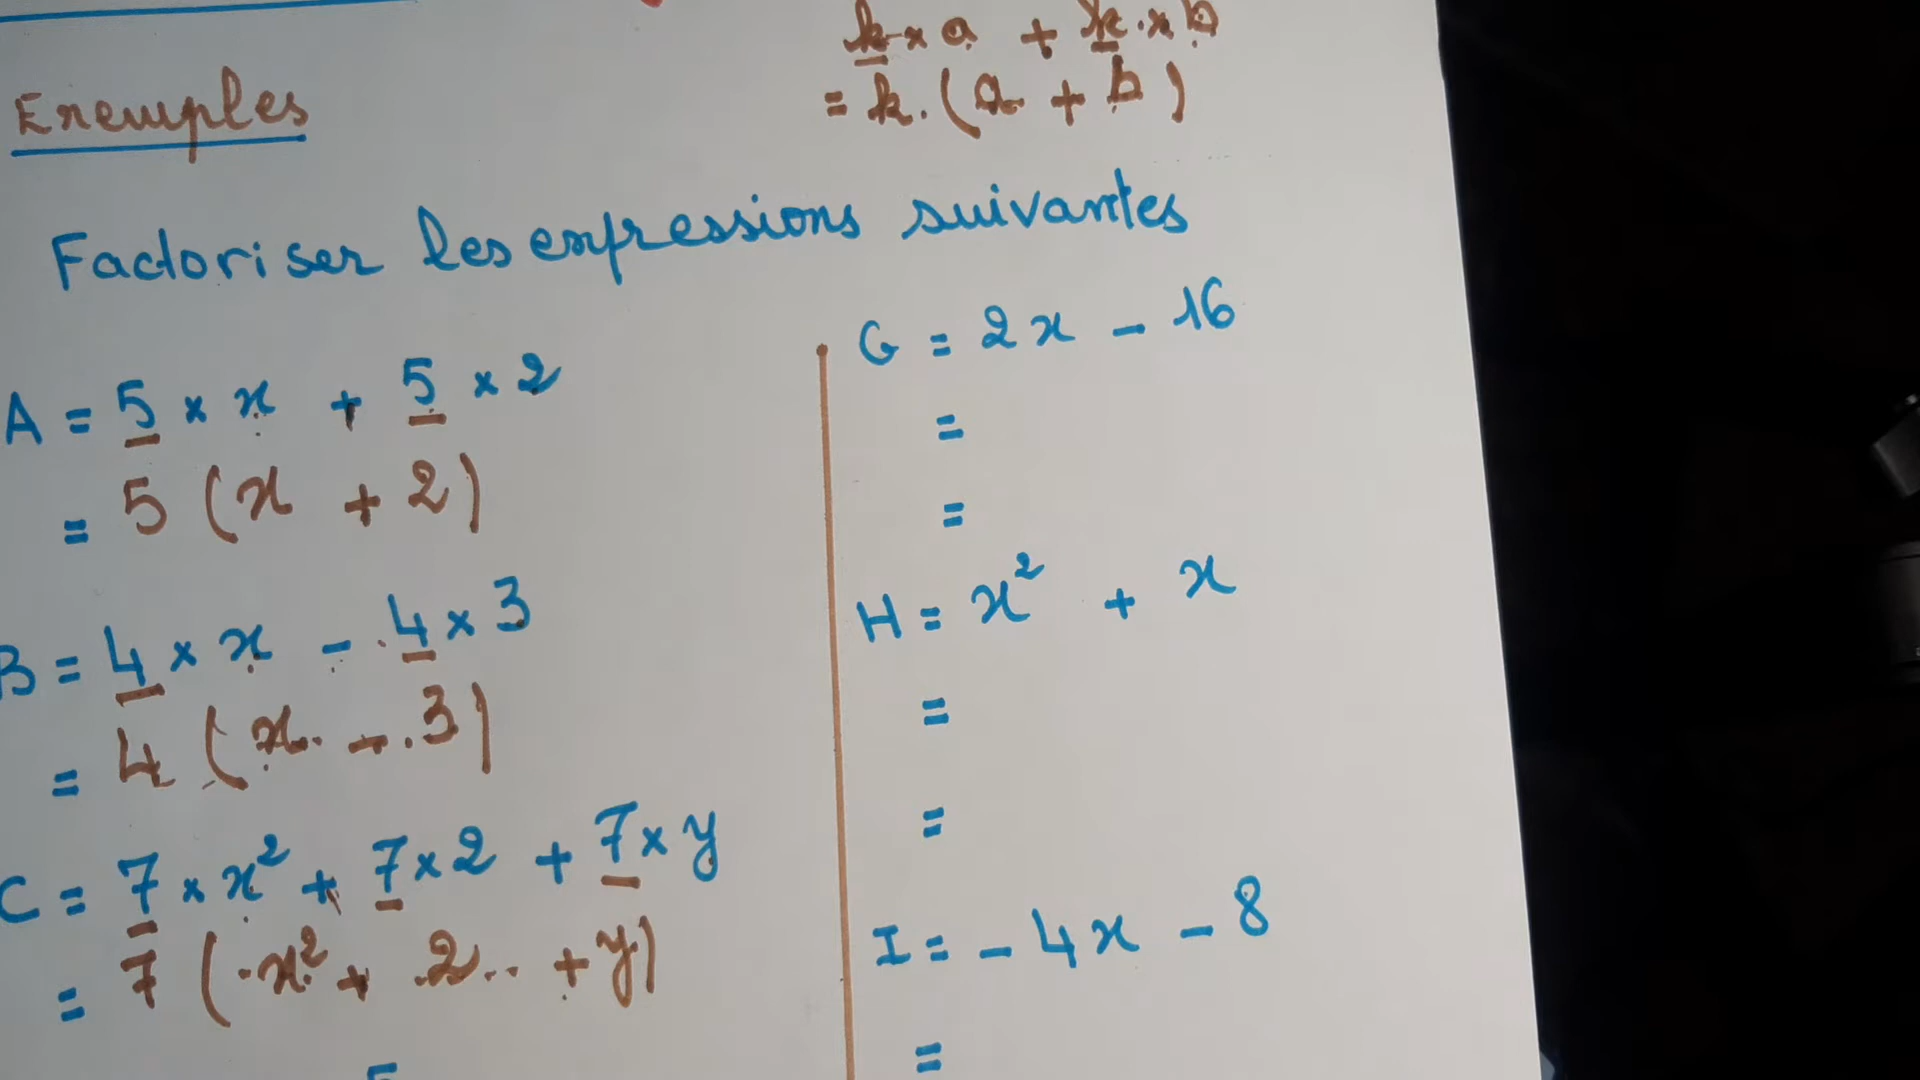 k × a + k · × b
= k . ( a + b )
Exemples
Factoriser les expressions suivantes
A = 5 × x + 5 × 2
= 5 ( x + 2 )
B = 4 × x - 4 × 3
= 4 ( x - 3 )
C = 7 × x² + 7 × 2 + 7 × y
= 7 ( x² + 2 + y )
G = 2x - 16
=
=
H = x² + x
=
=
I = - 4x - 8
=